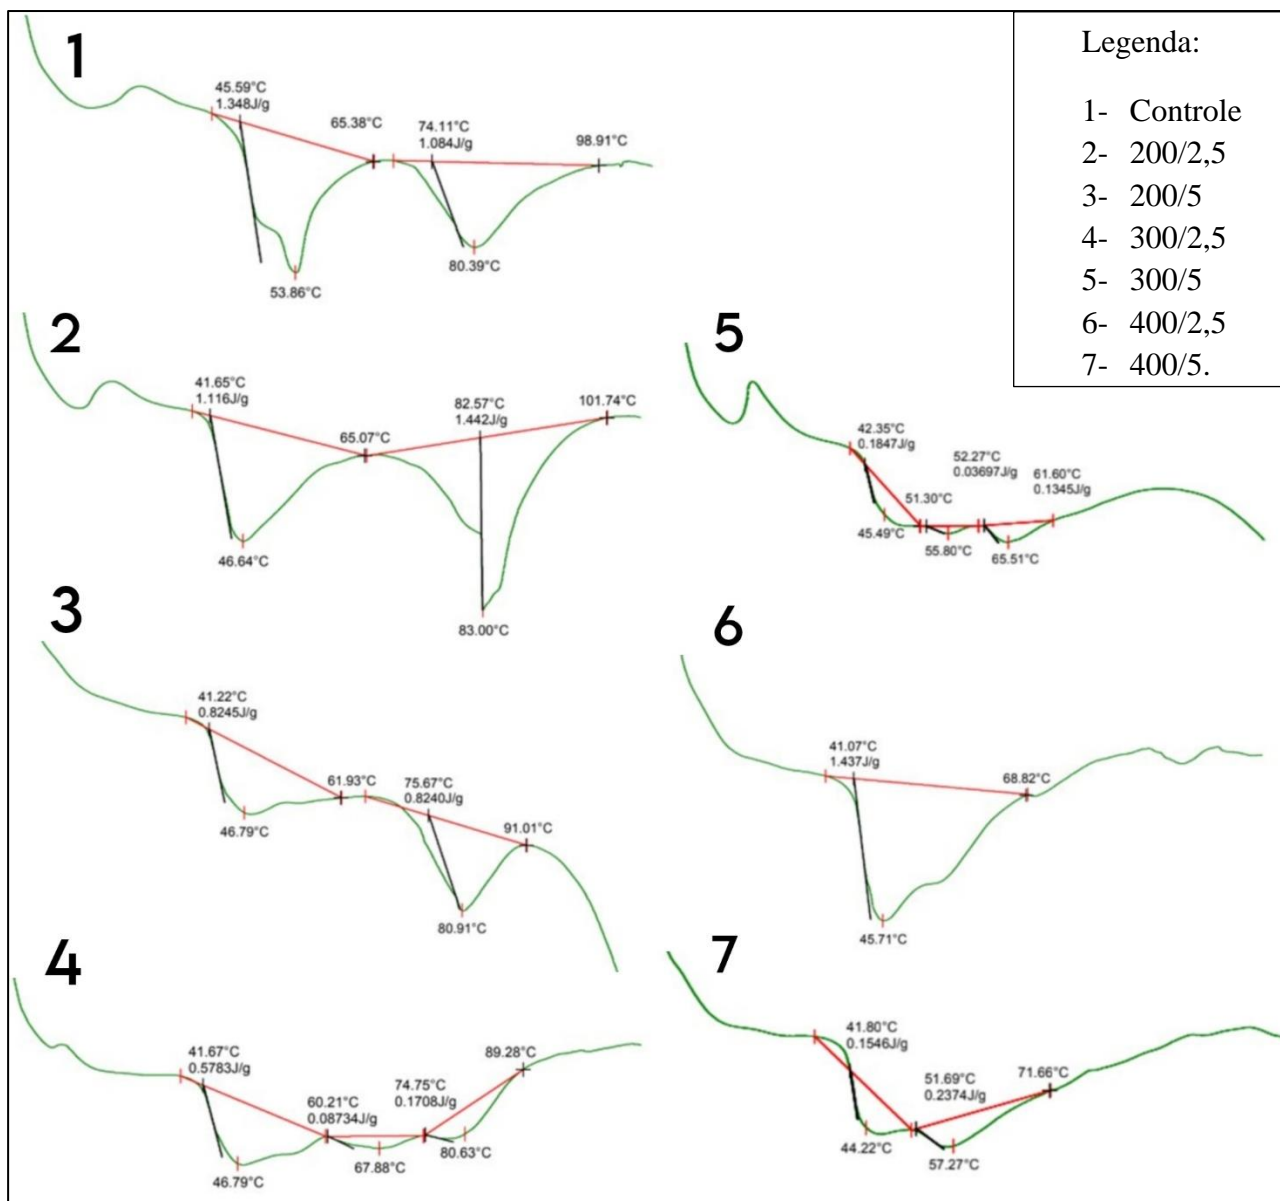 Legenda:
1- Controle
2- 200/2,5
3- 200/5
4- 300/2,5
5- 300/5
6- 400/2,5
7- 400/5.
1
45.59°C
1.348J/g
65.38°C
74.11°C
1.084J/g
98.91°C
53.86°C
80.39°C
2
41.65°C
1.116J/g
65.07°C
82.57°C
1.442J/g
101.74°C
46.64°C
83.00°C
3
41.22°C
0.8245J/g
61.93°C
75.67°C
0.8240J/g
91.01°C
46.79°C
80.91°C
4
41.67°C
0.5783J/g
60.21°C
0.08734J/g
74.75°C
0.1708J/g
89.28°C
46.79°C
67.88°C
80.63°C
5
42.35°C
0.1847J/g
51.30°C
52.27°C
0.03697J/g
61.60°C
0.1345J/g
45.49°C
55.80°C
65.51°C
6
41.07°C
1.437J/g
68.82°C
45.71°C
7
41.80°C
0.1546J/g
51.69°C
0.2374J/g
71.66°C
44.22°C
57.27°C